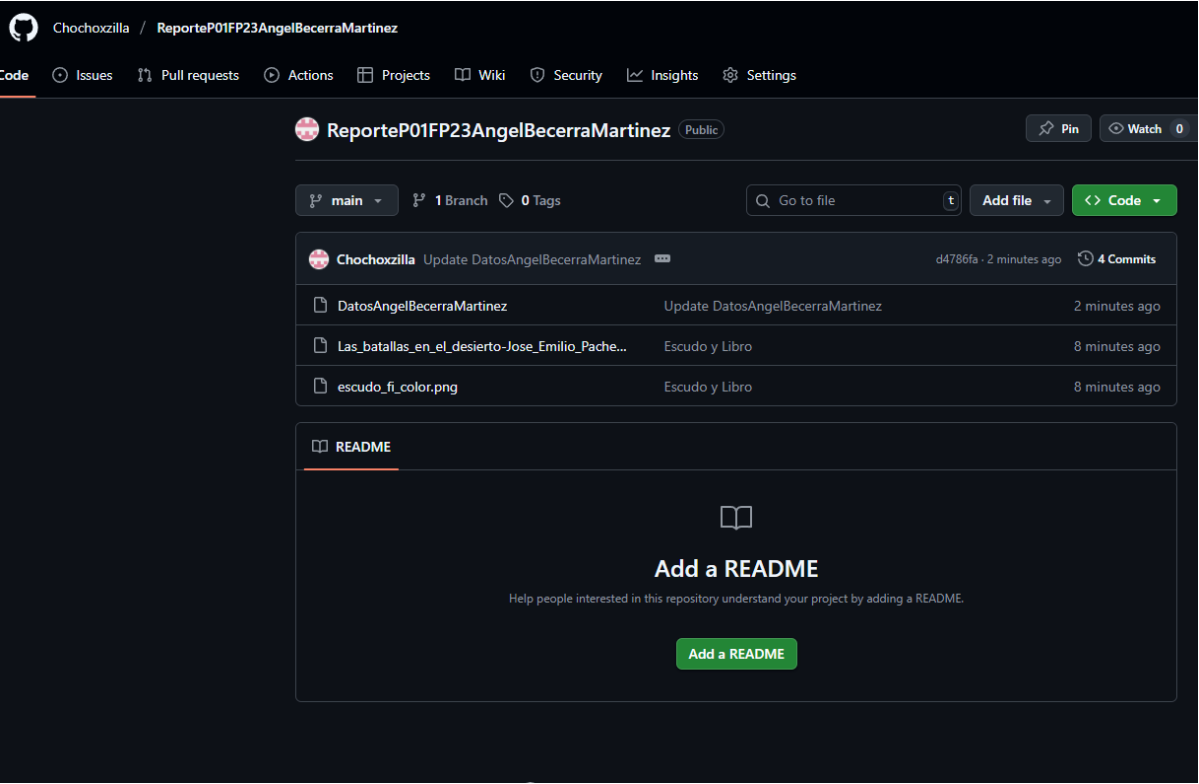 Chochoxzilla / ReporteP01FP23AngelBecerraMartinez
Code Issues Pull requests Actions Projects Wiki Security Insights Settings
ReporteP01FP23AngelBecerraMartinez Public Pin Watch 0
main 1 Branch 0 Tags Go to file t Add file Code
Chochoxzilla Update DatosAngelBecerraMartinez d4786fa · 2 minutes ago 4 Commits
DatosAngelBecerraMartinez Update DatosAngelBecerraMartinez 2 minutes ago
Las_batallas_en_el_desierto-Jose_Emilio_Pache... Escudo y Libro 8 minutes ago
escudo_fi_color.png Escudo y Libro 8 minutes ago
README
Add a README
Help people interested in this repository understand your project by adding a README.
Add a README